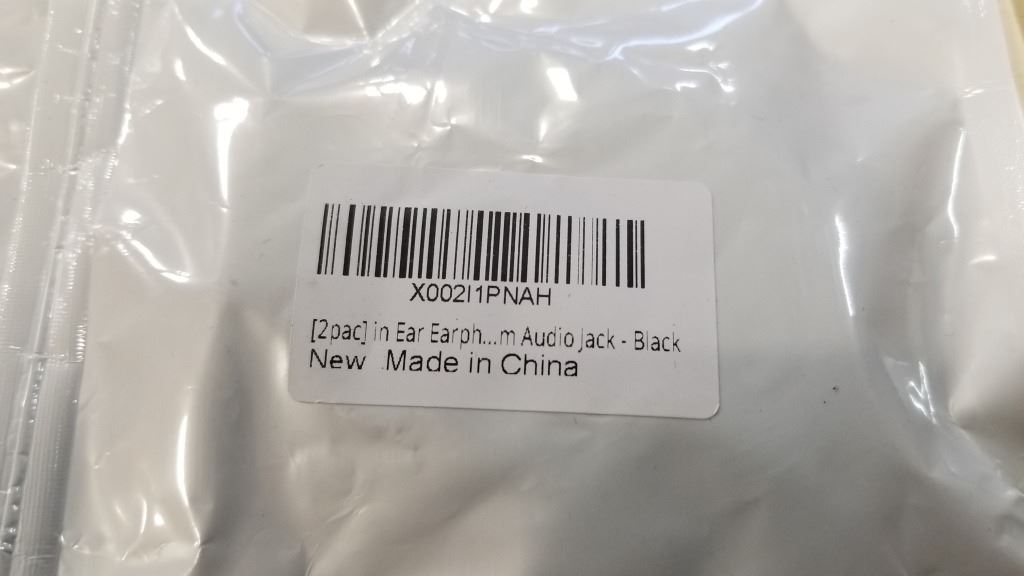 X002I1PNAH
[2pac] in Ear Earph...m Audio Jack - Black
New Made in China